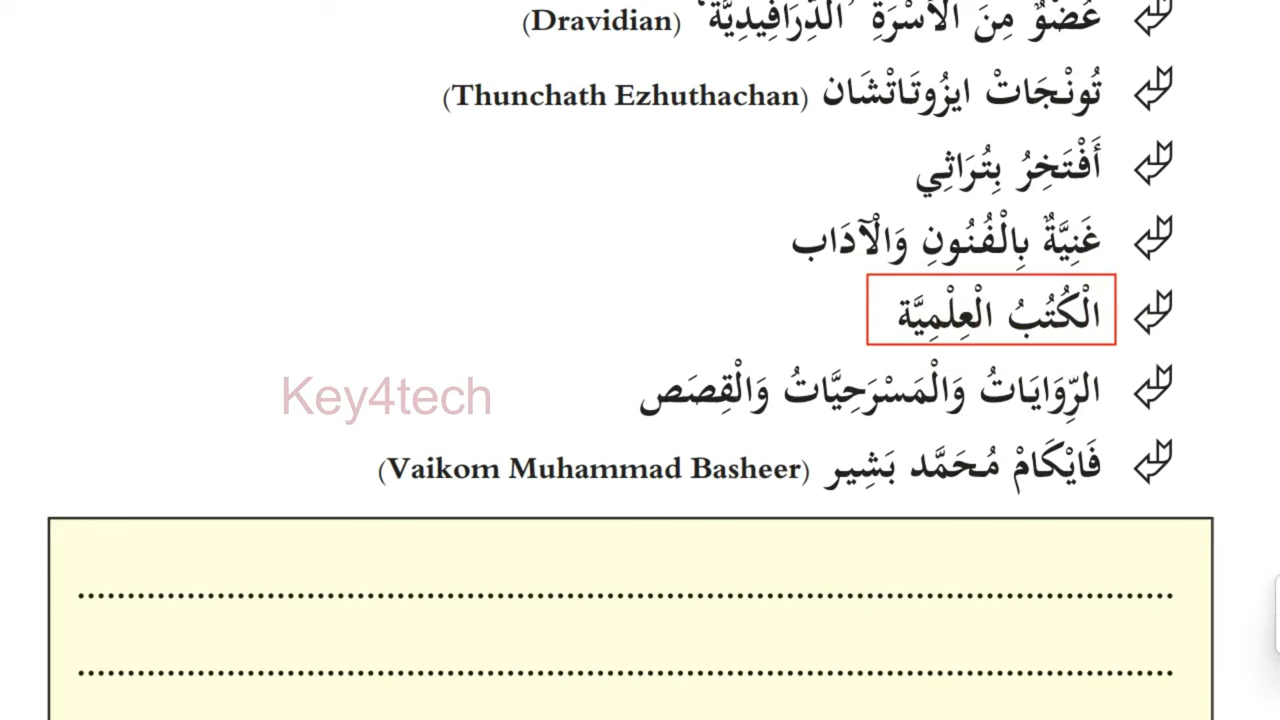 عُضْوٌ مِنَ الْأُسْرَةِ 'الدِّرَافِيدِيَّة' (Dravidian)
تُونْجَاتْ ايزُوتَاتْشَان (Thunchath Ezhuthachan)
أَفْتَخِرُ بِتُرَاثِي
غَنِيَّةٌ بِالْفُنُونِ وَالْآدَاب
الْكُتُبُ الْعِلْمِيَّة
الرِّوَايَاتُ وَالْمَسْرَحِيَّاتُ وَالْقِصَص
Key4tech
فَايْكَامْ مُحَمَّد بَشِير (Vaikom Muhammad Basheer)